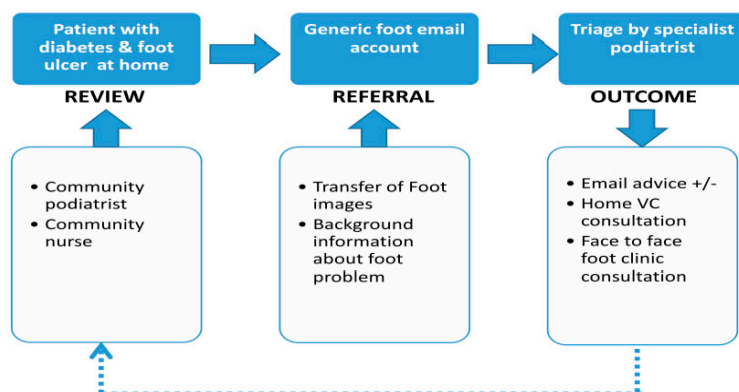 Patient with
diabetes & foot
ulcer at home
Generic foot email
account
Triage by specialist
podiatrist
REVIEW
REFERRAL
OUTCOME
• Community
podiatrist
• Community
nurse
• Transfer of Foot
images
• Background
information
about foot
problem
• Email advice +/-
• Home VC
consultation
• Face to face
foot clinic
consultation